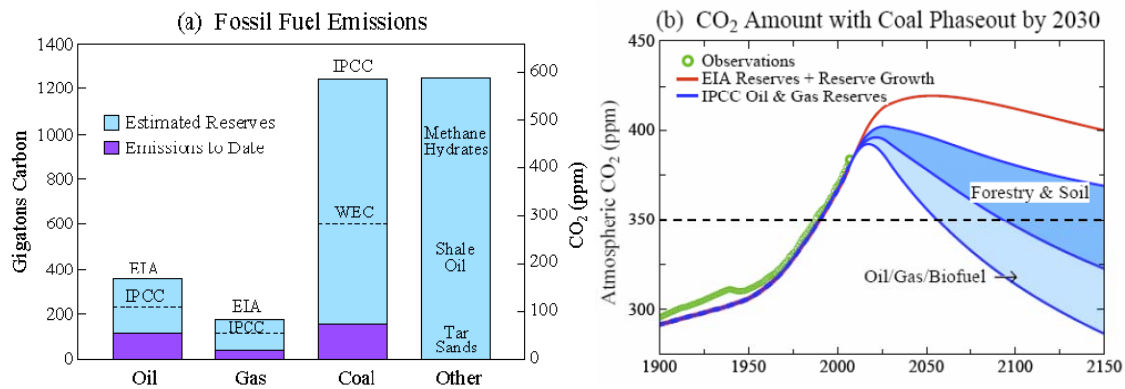 (a) Fossil Fuel Emissions
1400
1200
1000
800
600
400
200
0
Gigatons Carbon
Estimated Reserves
Emissions to Date
EIA
IPCC
EIA
IPCC
IPCC
WEC
Methane
Hydrates
Shale
Oil
Tar
Sands
600
500
400
300
200
100
0
CO₂ (ppm)
Oil
Gas
Coal
Other
(b) CO₂ Amount with Coal Phaseout by 2030
450
400
350
300
Atmospheric CO₂ (ppm)
Observations
EIA Reserves + Reserve Growth
IPCC Oil & Gas Reserves
Forestry & Soil
Oil/Gas/Biofuel →
1900
1950
2000
2050
2100
2150